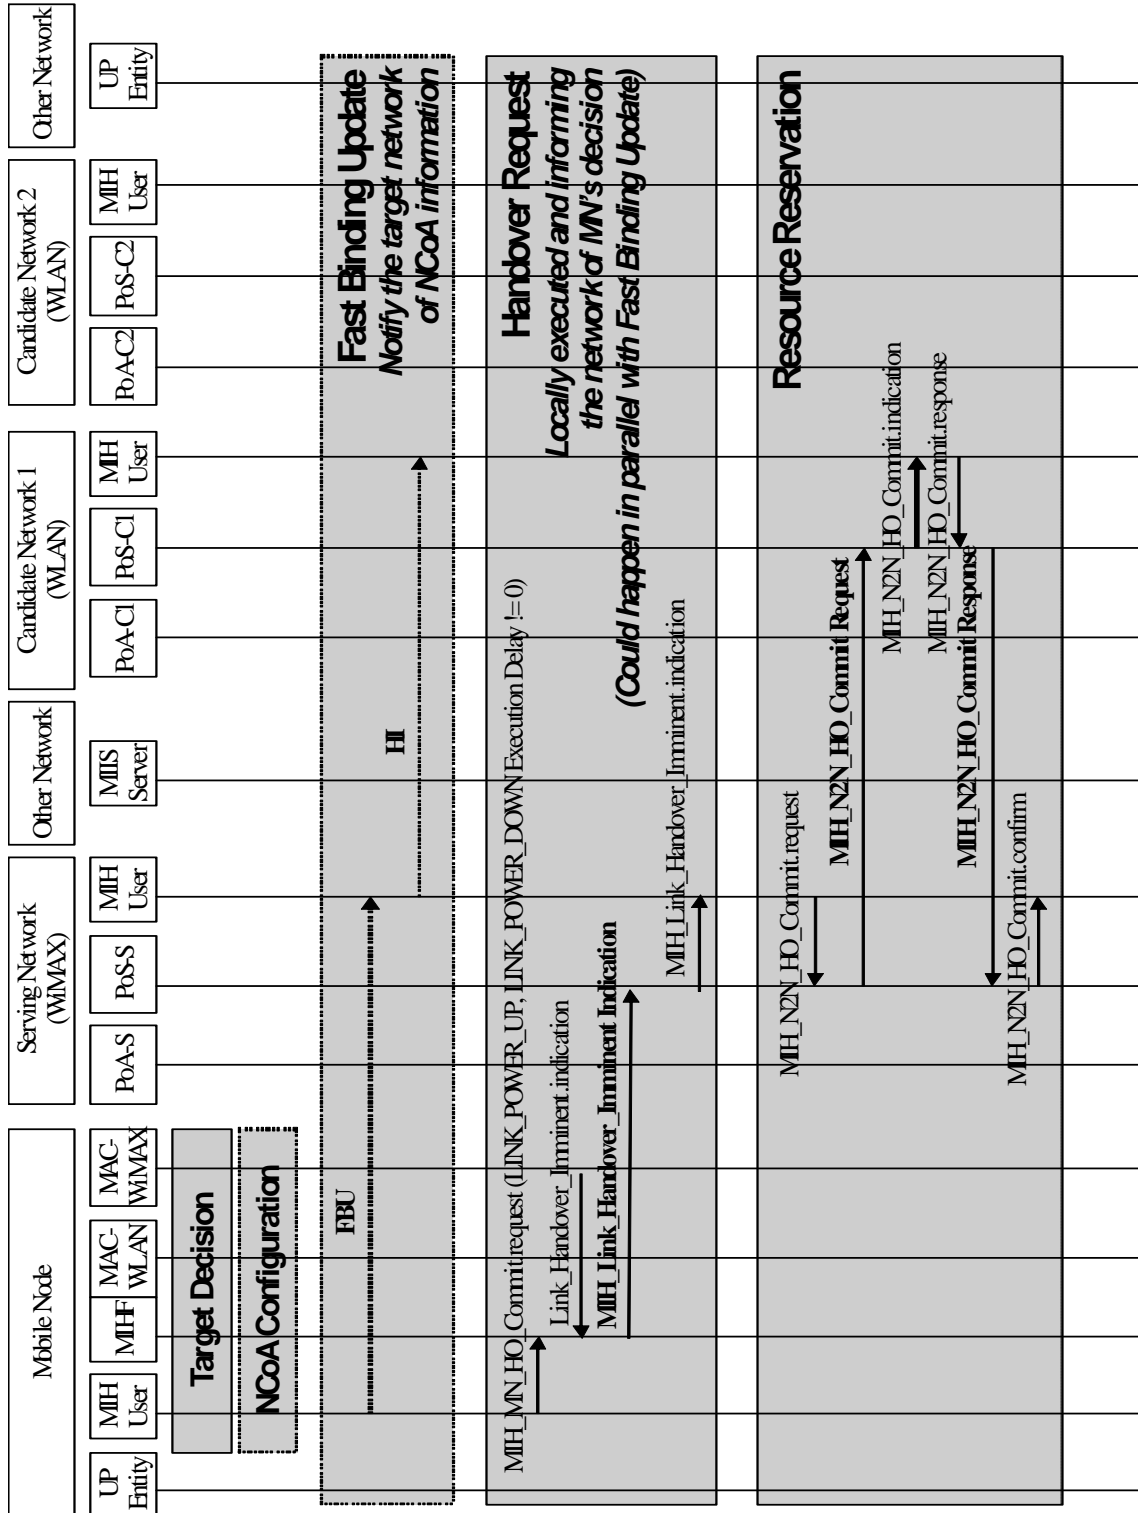 Mobile Node
Serving Network
(WiMAX)
Other Network
Candidate Network 1
(WLAN)
Candidate Network 2
(WLAN)
Other Network
UP
Entity
MIH
User
MIHF
MAC-
WLAN
MAC-
WiMAX
PoA-S
PoS-S
MIH
User
MIIS
Server
PoA-C1
PoS-C1
MIH
User
PoA-C2
PoS-C2
MIH
User
UP
Entity
Target Decision
NCoA Configuration
Fast Binding Update
Notify the target network
of NCoA information
FBU
HI
Handover Request
Locally executed and informing
the network of MN's decision
(Could happen in parallel with Fast Binding Update)
MIH_MN_HO_Commit.request (LINK_POWER_UP, LINK_POWER_DOWN Execution Delay != 0)
Link_Handover_Imminent.indication
MIH_Link_Handover_Imminent Indication
MIH_Link_Handover_Imminent.indication
Resource Reservation
MIH_N2N_HO_Commit.request
MIH_N2N_HO_Commit Request
MIH_N2N_HO_Commit.indication
MIH_N2N_HO_Commit.response
MIH_N2N_HO_Commit Response
MIH_N2N_HO_Commit.confirm